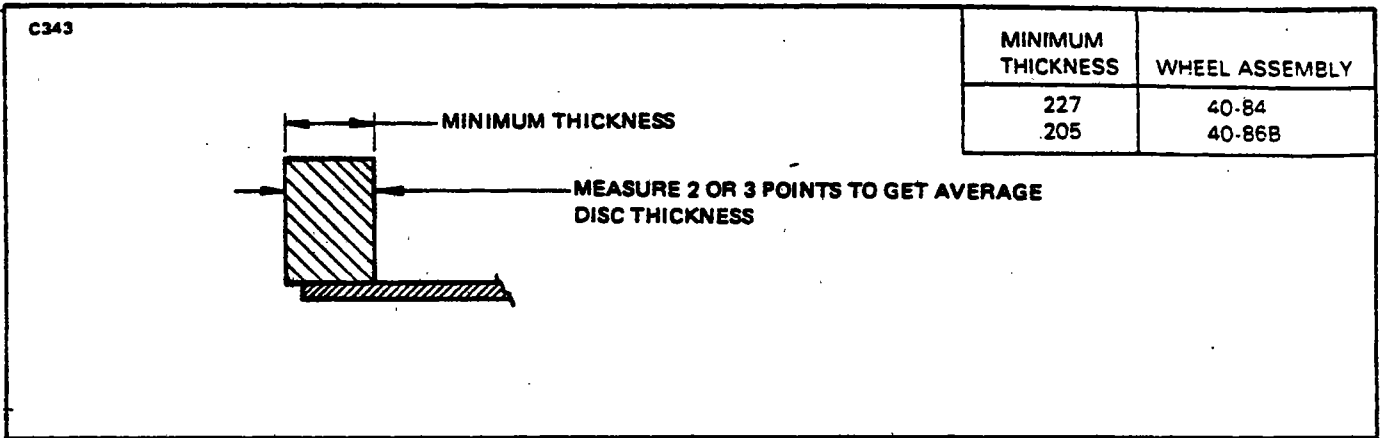 C343
MINIMUM
THICKNESS
WHEEL ASSEMBLY
227
40-84
.205
40-86B
MINIMUM THICKNESS
MEASURE 2 OR 3 POINTS TO GET AVERAGE
DISC THICKNESS